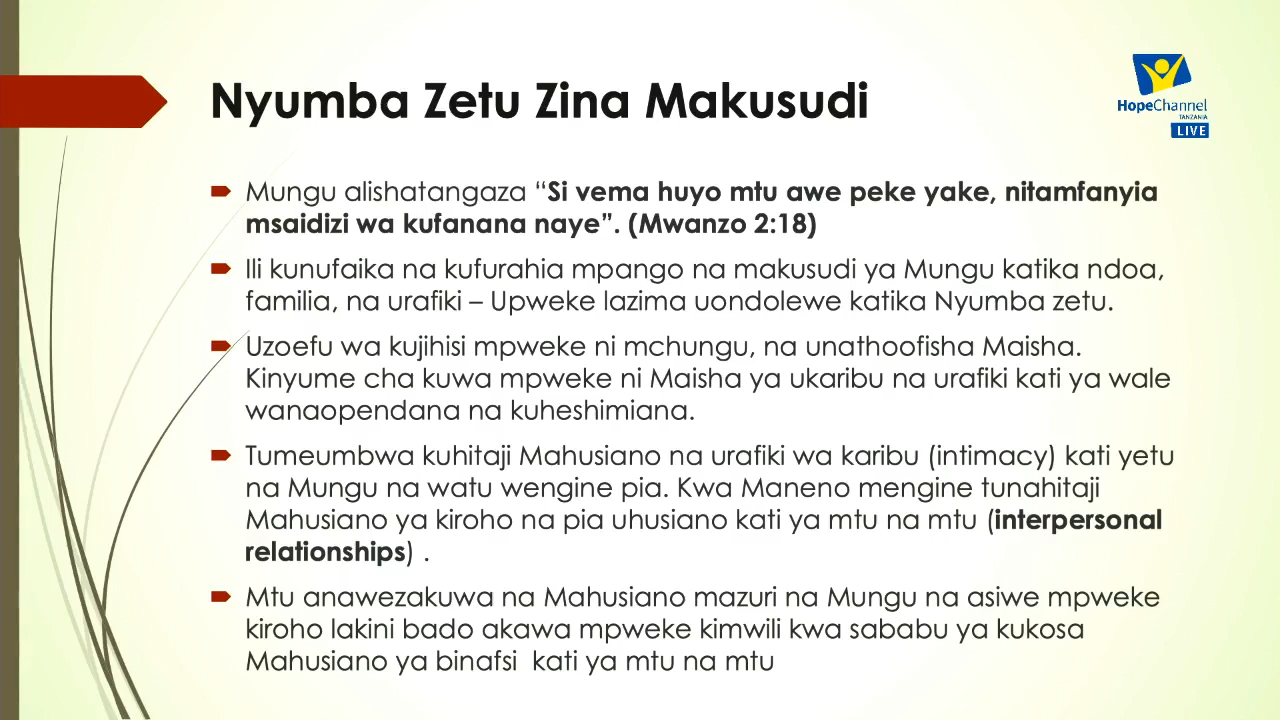 Nyumba Zetu Zina Makusudi
HopeChannel
TANZANIA
LIVE
Mungu alishatangaza “Si vema huyo mtu awe peke yake, nitamfanyia
msaidizi wa kufanana naye”. (Mwanzo 2:18)
Ili kunufaika na kufurahia mpango na makusudi ya Mungu katika ndoa,
familia, na urafiki – Upweke lazima uondolewe katika Nyumba zetu.
Uzoefu wa kujihisi mpweke ni mchungu, na unathoofisha Maisha.
Kinyume cha kuwa mpweke ni Maisha ya ukaribu na urafiki kati ya wale
wanaopendana na kuheshimiana.
Tumeumbwa kuhitaji Mahusiano na urafiki wa karibu (intimacy) kati yetu
na Mungu na watu wengine pia. Kwa Maneno mengine tunahitaji
Mahusiano ya kiroho na pia uhusiano kati ya mtu na mtu (interpersonal
relationships) .
Mtu anawezakuwa na Mahusiano mazuri na Mungu na asiwe mpweke
kiroho lakini bado akawa mpweke kimwili kwa sababu ya kukosa
Mahusiano ya binafsi  kati ya mtu na mtu